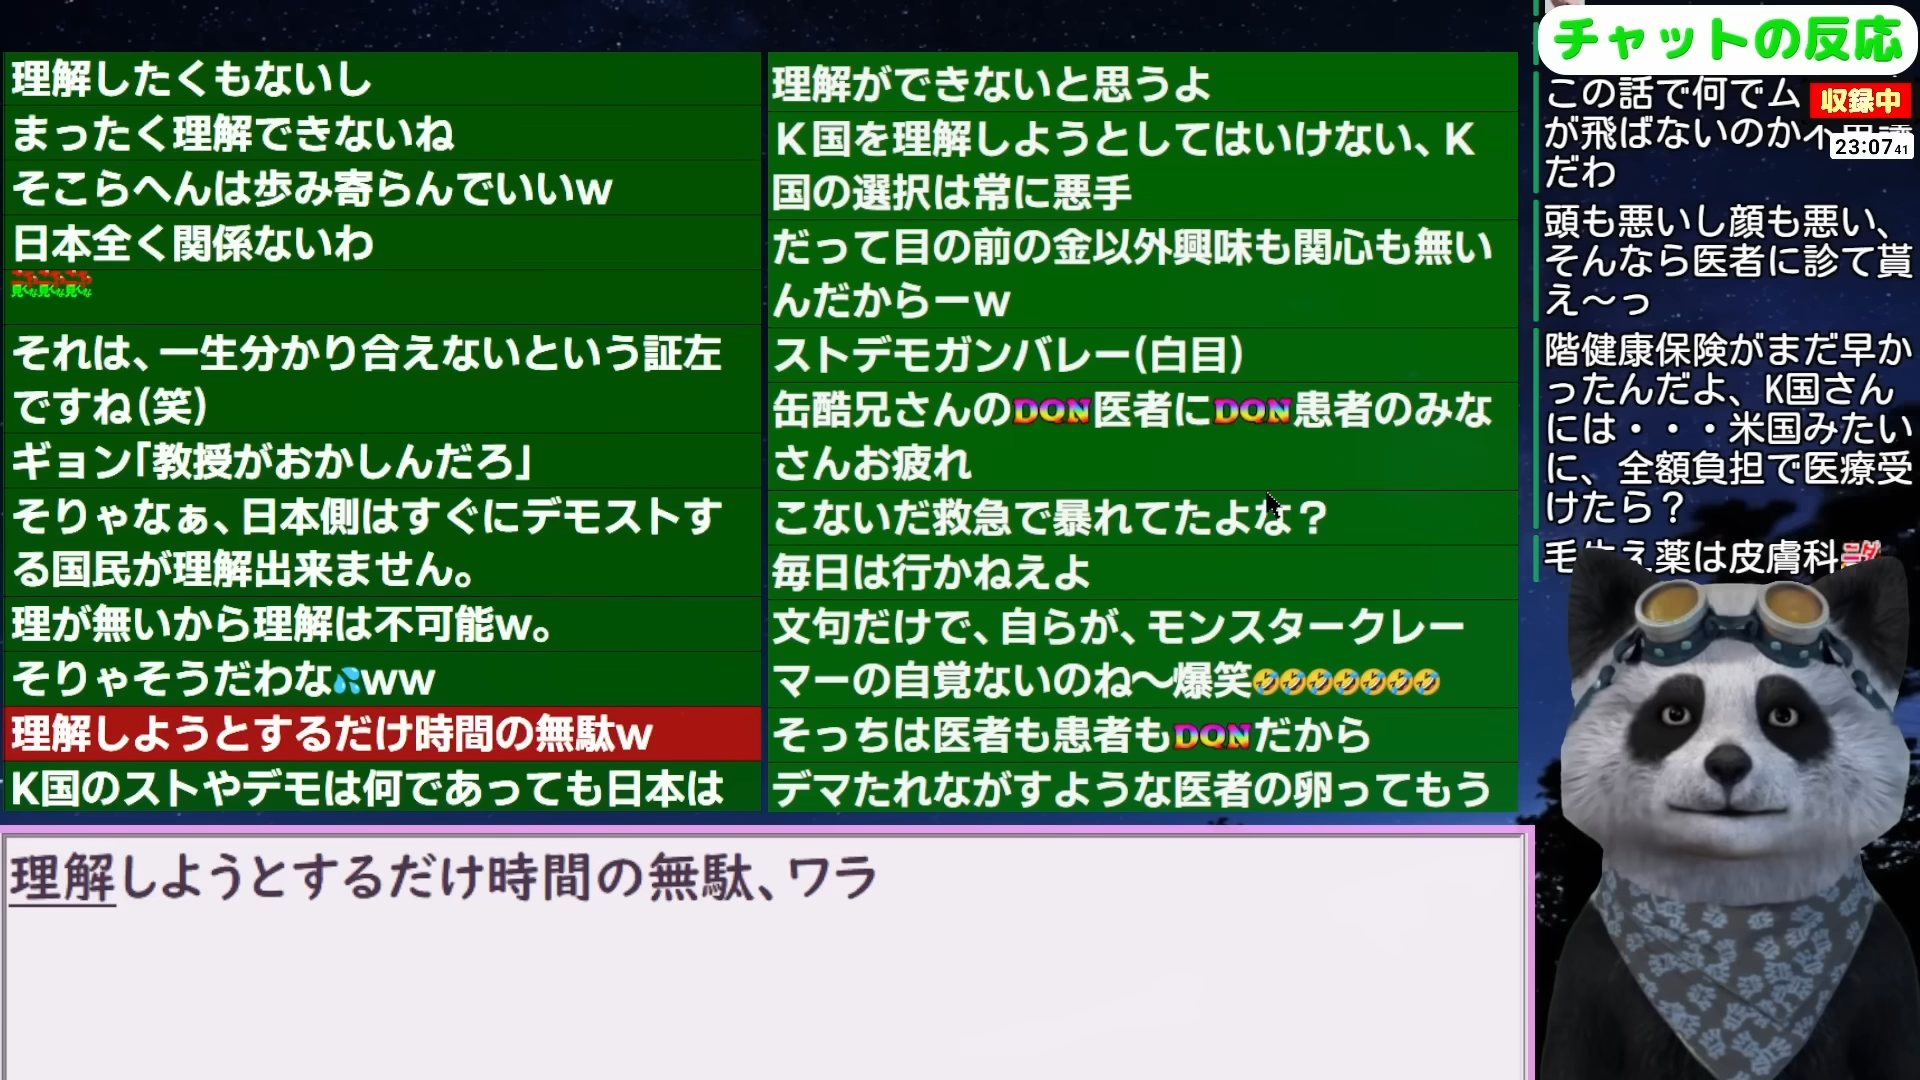 理解したくもないし
まったく理解できないね
そこらへんは歩み寄らんでいいw
日本全く関係ないわ
見るな見るな見るな
それは、一生分かり合えないという証左
ですね(笑)
ギョン｢教授がおかしんだろ｣
そりゃなぁ、日本側はすぐにデモストす
る国民が理解出来ません。
理が無いから理解は不可能w。
そりゃそうだわな💦ww
理解しようとするだけ時間の無駄w
K国のストやデモは何であっても日本は
理解ができないと思うよ
K国を理解しようとしてはいけない、K
国の選択は常に悪手
だって目の前の金以外興味も関心も無い
んだからーw
ストデモガンバレー(白目)
缶酷兄さんのDQN医者にDQN患者のみな
さんお疲れ
こないだ救急で暴れてたよな？
毎日は行かねえよ
文句だけで、自らが、モンスタークレー
マーの自覚ないのね～爆笑🤣🤣🤣🤣🤣🤣🤣
そっちは医者も患者もDQNだから
デマたれながすような医者の卵ってもう
チャットの反応
収録中
23:07 41
この話で何でム
が飛ばないのか
だわ
頭も悪いし顔も悪い、
そんなら医者に診て貰
え～っ
階健康保険がまだ早か
ったんだよ、K国さん
には・・・米国みたい
に、全額負担で医療受
けたら？
毛生え薬は皮膚科
理解しようとするだけ時間の無駄、ワラ